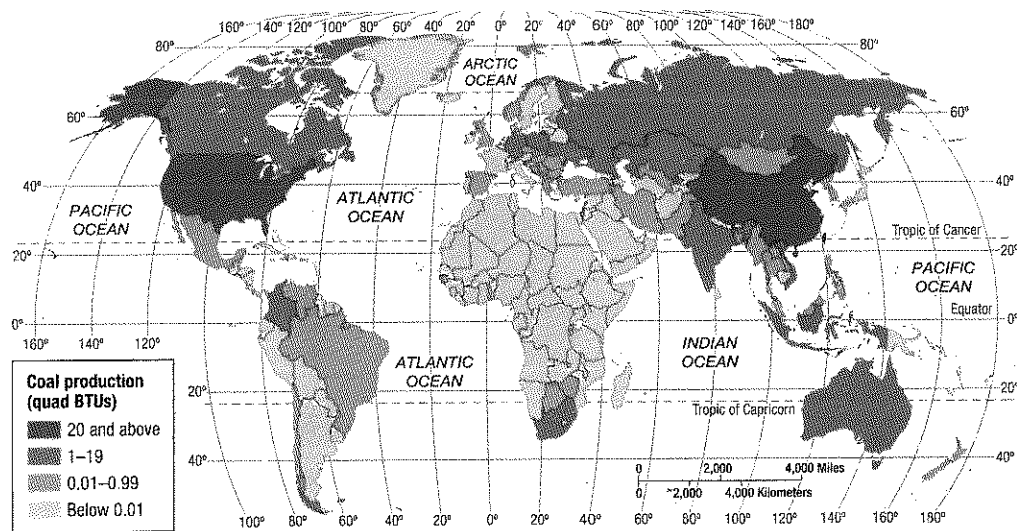 160° 140° 120° 100° 80° 60° 40° 20° 0° 20° 40° 60° 80° 100° 120° 140° 160° 180°
80°
80°
ARCTIC
OCEAN
60°
60°
40°
40°
PACIFIC
OCEAN
ATLANTIC
OCEAN
Tropic of Cancer
20°
20°
PACIFIC
OCEAN
Equator
0°
0°
160° 140° 120°
ATLANTIC
OCEAN
INDIAN
OCEAN
20°
20°
Tropic of Capricorn
40°
40°
0 2,000 4,000 Miles
0 2,000 4,000 Kilometers
100° 80° 60° 40° 20° 0° 20° 40° 60° 80° 100° 120° 140° 160° 180°
Coal production
(quad BTUs)
20 and above
1–19
0.01–0.99
Below 0.01